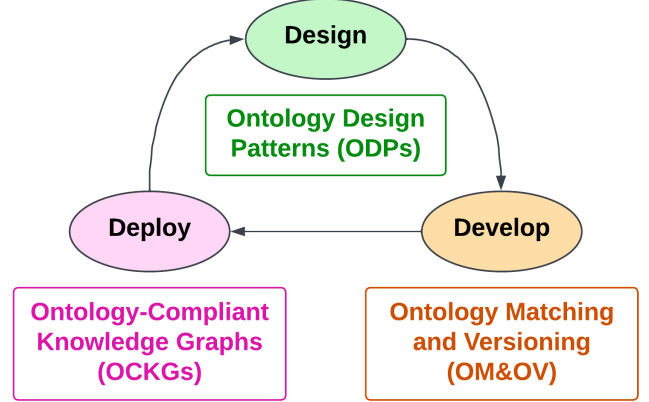 Design
Ontology Design
Patterns (ODPs)
Deploy
Develop
Ontology-Compliant
Knowledge Graphs
(OCKGs)
Ontology Matching
and Versioning
(OM&OV)